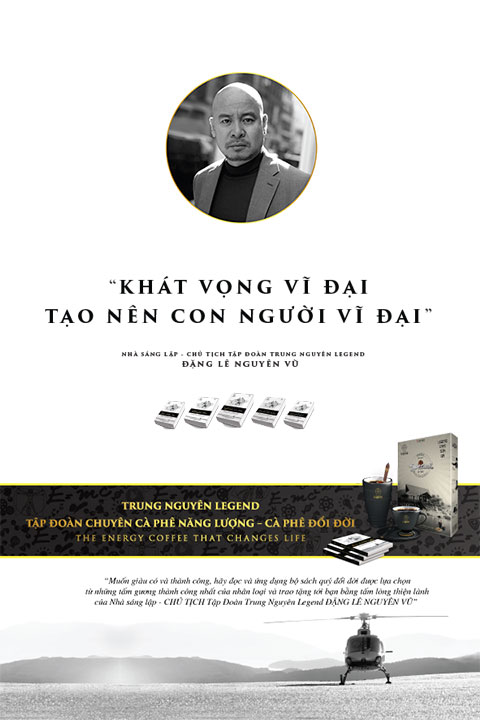 “KHÁT VỌNG VĨ ĐẠI
TẠO NÊN CON NGƯỜI VĨ ĐẠI”
NHÀ SÁNG LẬP - CHỦ TỊCH TẬP ĐOÀN TRUNG NGUYÊN LEGEND
ĐẶNG LÊ NGUYÊN VŨ
TRUNG NGUYÊN LEGEND
TẬP ĐOÀN CHUYÊN CÀ PHÊ NĂNG LƯỢNG – CÀ PHÊ ĐỔI ĐỜI
THE ENERGY COFFEE THAT CHANGES LIFE
“Muốn giàu có và thành công, hãy đọc và ứng dụng bộ sách quý đổi đời được lựa chọn
từ những tấm gương thành công nhất của nhân loại và trao tặng tới bạn bằng tấm lòng thiện lành
của Nhà sáng lập - CHỦ TỊCH Tập Đoàn Trung Nguyên Legend ĐẶNG LÊ NGUYÊN VŨ”